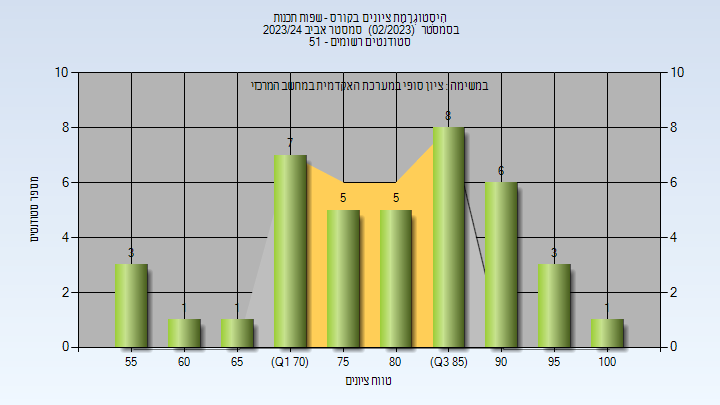 היסטוגרמת ציונים בקורס - שפות תכנות
בסמסטר (02/2023) סמסטר אביב 2023/24
סטודנטים רשומים - 51
במשימה : ציון סופי במערכת האקדמית במחשב המרכזי
10 10
8 8
6 6
4 4
2 2
0 0
3 1 1 7 5 5 8 6 3 1
מספר סטודנטים
55 60 65 (Q1 70) 75 80 (Q3 85) 90 95 100
טווח ציונים